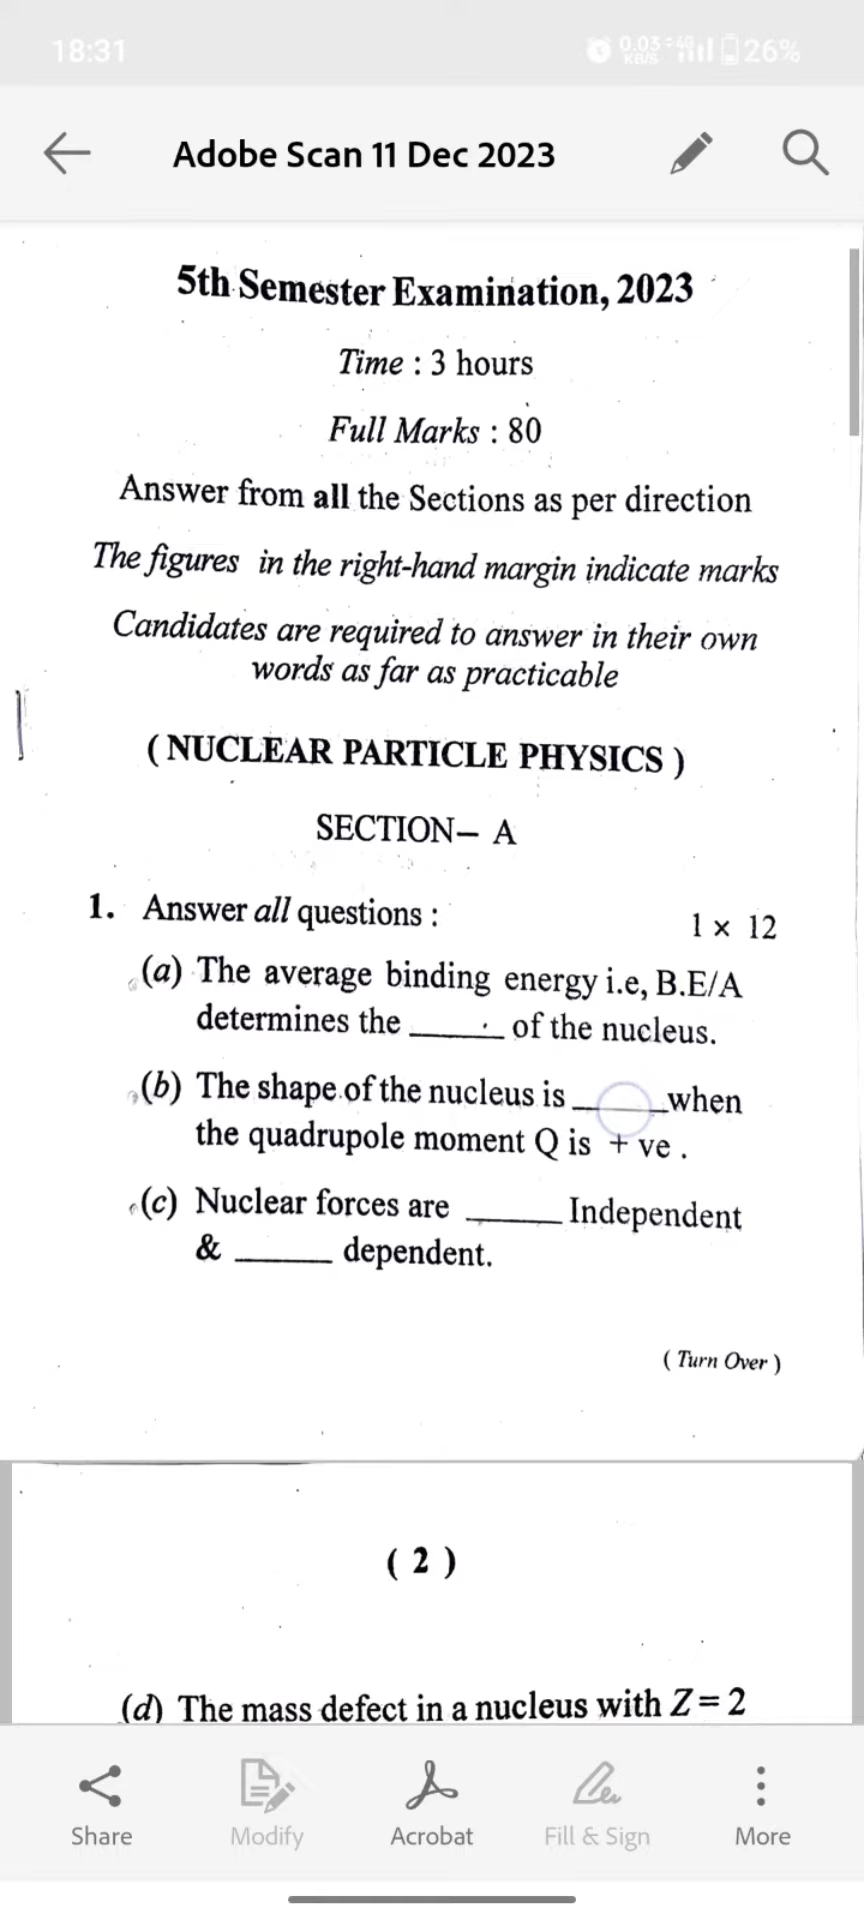 18:31
0.03 KB/S 4G 26%
Adobe Scan 11 Dec 2023
5th Semester Examination, 2023
Time : 3 hours
Full Marks : 80
Answer from all the Sections as per direction
The figures in the right-hand margin indicate marks
Candidates are required to answer in their own
words as far as practicable
( NUCLEAR PARTICLE PHYSICS )
SECTION– A
1. Answer all questions : 1 × 12
(a) The average binding energy i.e, B.E/A
determines the ______ of the nucleus.
(b) The shape of the nucleus is ______ when
the quadrupole moment Q is + ve .
(c) Nuclear forces are ______ Independent
& ______ dependent.
( Turn Over )
( 2 )
(d) The mass defect in a nucleus with Z = 2
Share
Modify
Acrobat
Fill & Sign
More